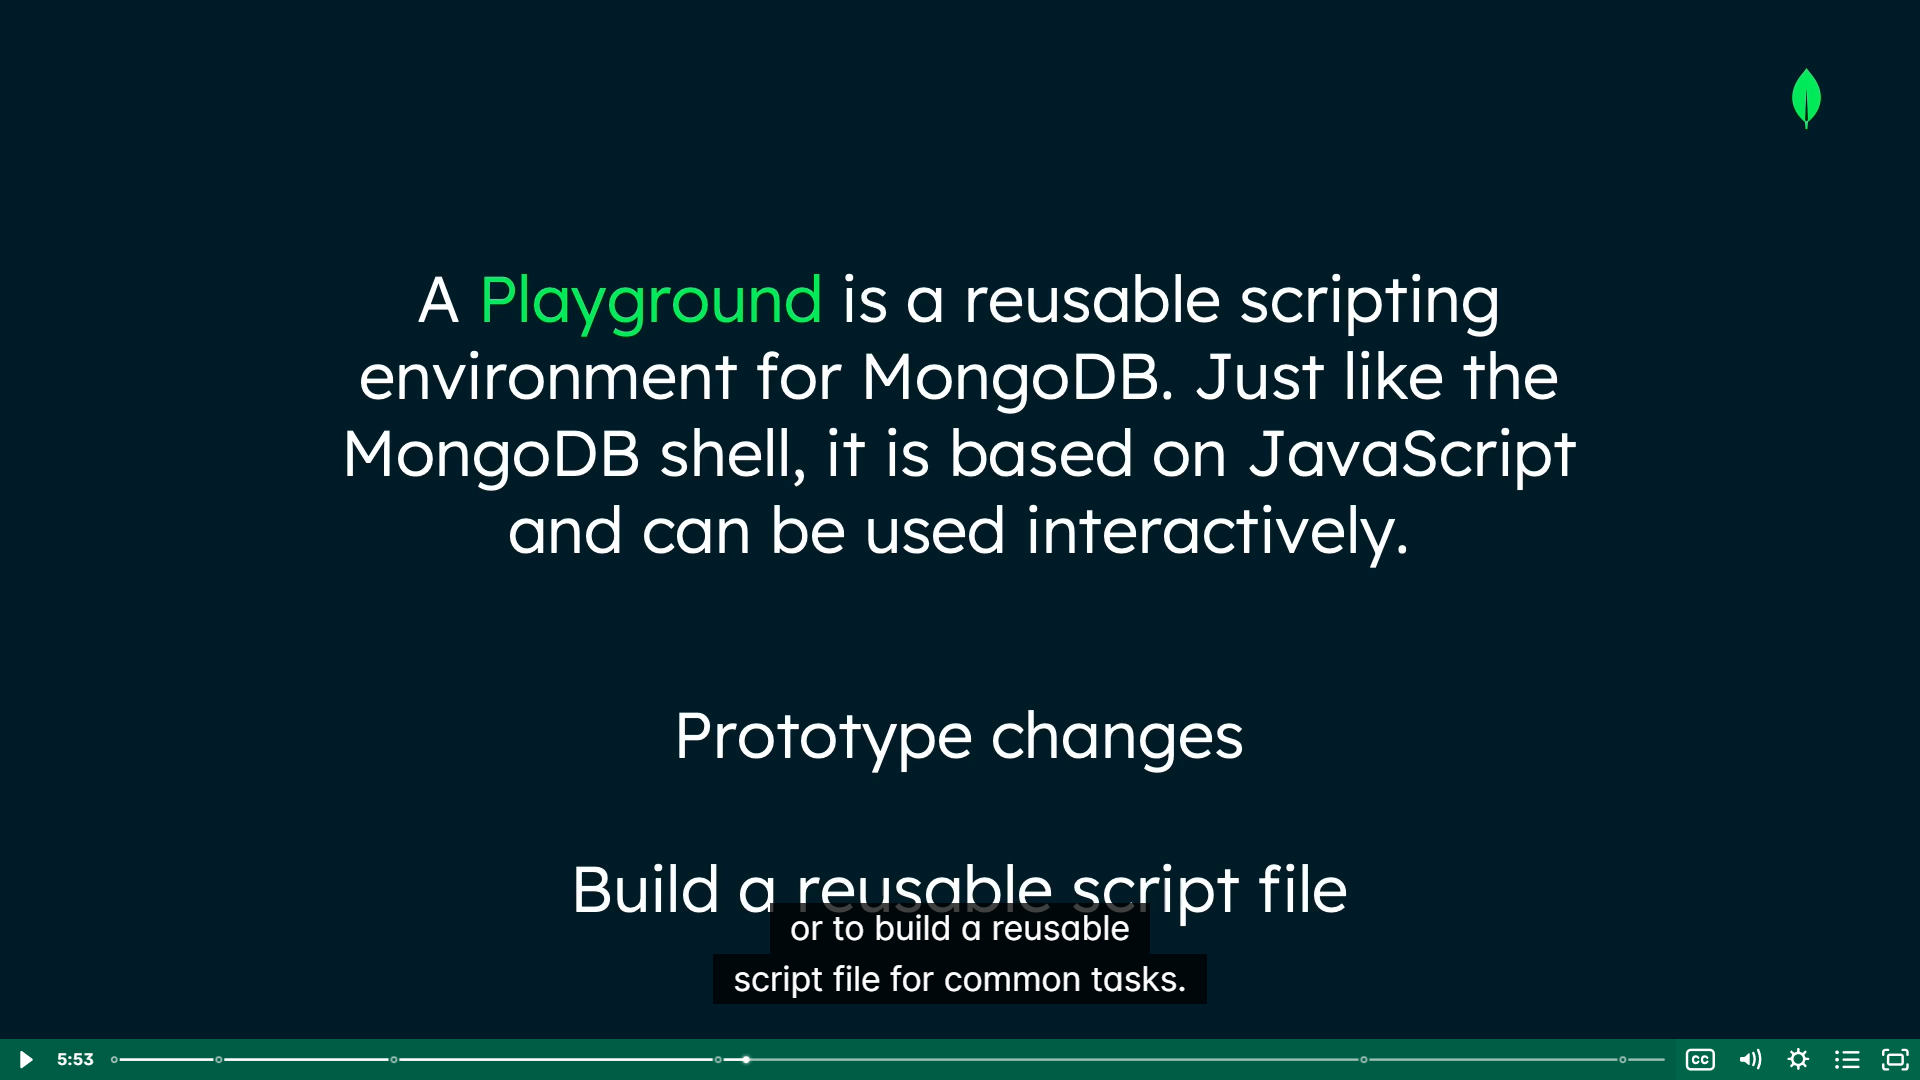 A Playground is a reusable scripting
environment for MongoDB. Just like the
MongoDB shell, it is based on JavaScript
and can be used interactively.
Prototype changes
Build a reusable script file
or to build a reusable
script file for common tasks.
5:53
CC